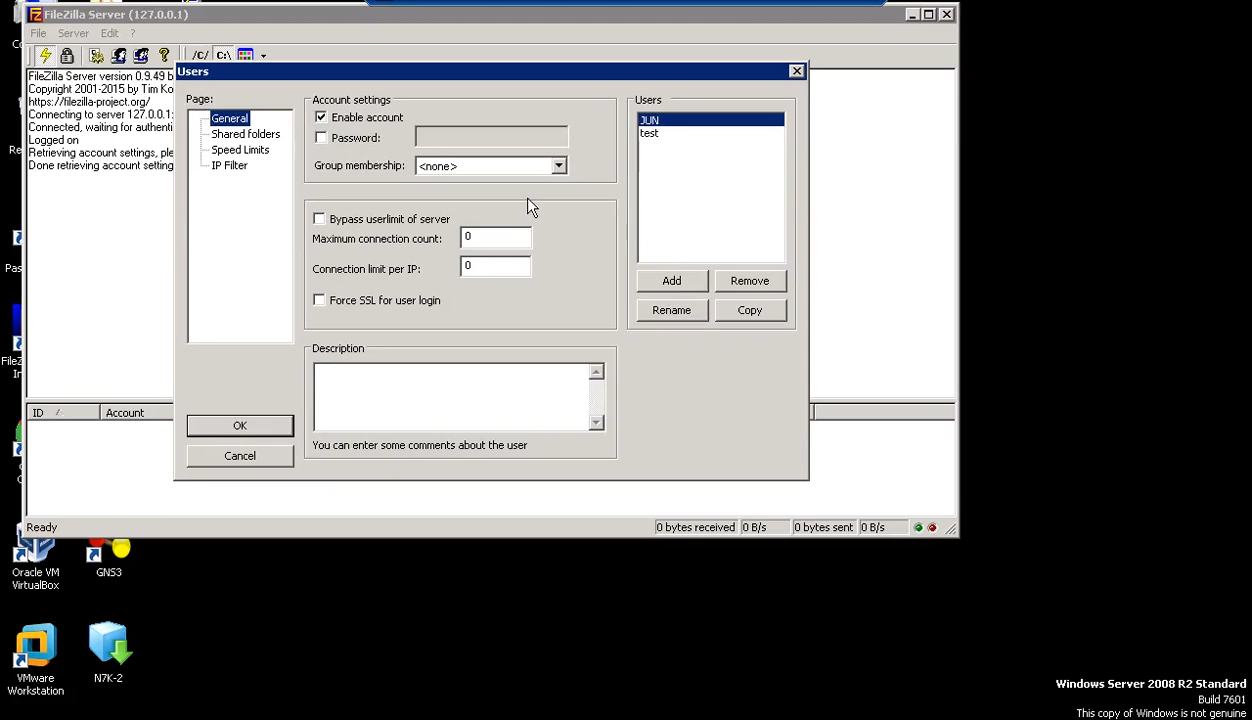 FileZilla Server (127.0.0.1)
File Server Edit ?
/C/ C:\
FileZilla Server version 0.9.49 b
Copyright 2001-2015 by Tim Ko
https://filezilla-project.org/
Connecting to server 127.0.0.1:
Connected, waiting for authenti
Logged on
Retrieving account settings, ple
Done retrieving account setting
Users
Page:
General
Shared folders
Speed Limits
IP Filter
OK
Cancel
Account settings
Enable account
Password:
Group membership: <none>
Bypass userlimit of server
Maximum connection count: 0
Connection limit per IP: 0
Force SSL for user login
Description
You can enter some comments about the user
Users
JUN
test
Add Remove
Rename Copy
ID Account
Ready
0 bytes received 0 B/s 0 bytes sent 0 B/s
Oracle VM
VirtualBox
GNS3
VMware
Workstation
N7K-2
Windows Server 2008 R2 Standard
Build 7601
This copy of Windows is not genuine